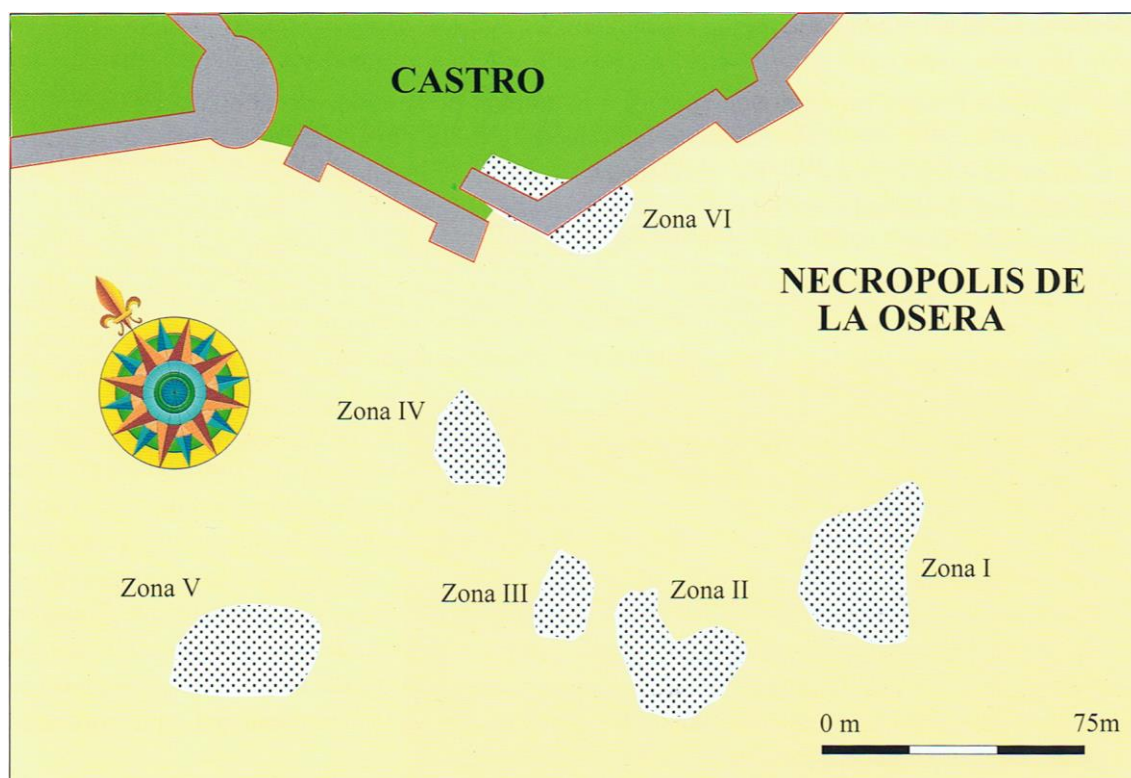 CASTRO
Zona VI
NECROPOLIS DE
LA OSERA
Zona IV
Zona I
Zona V
Zona III
Zona II
0 m
75m